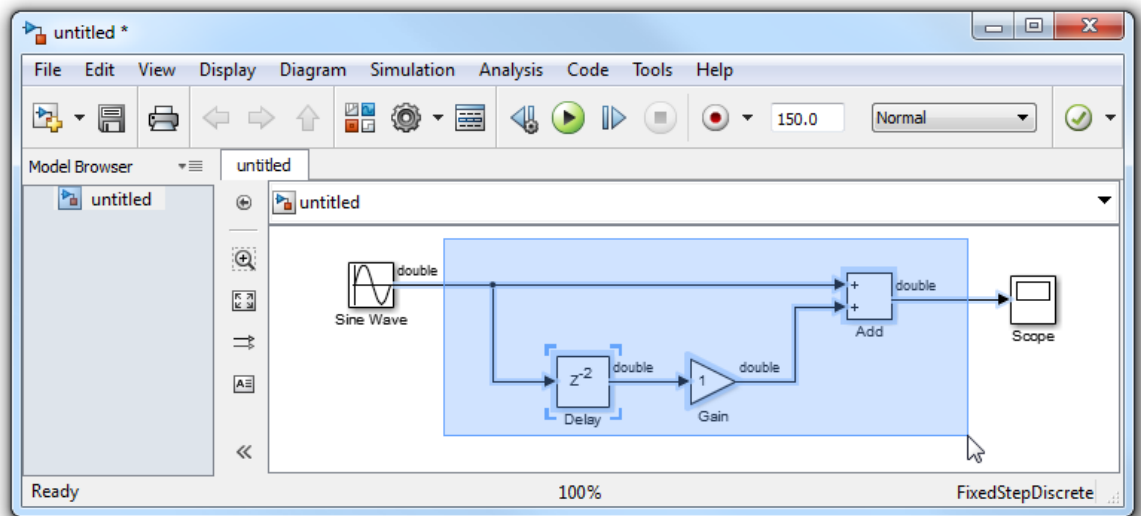 untitled *
File Edit View Display Diagram Simulation Analysis Code Tools Help
150.0 Normal
Model Browser untitled
untitled untitled
double
Sine Wave
+ double
+
Add
Scope
Z-2 double 1 double
Delay Gain
Ready 100% FixedStepDiscrete